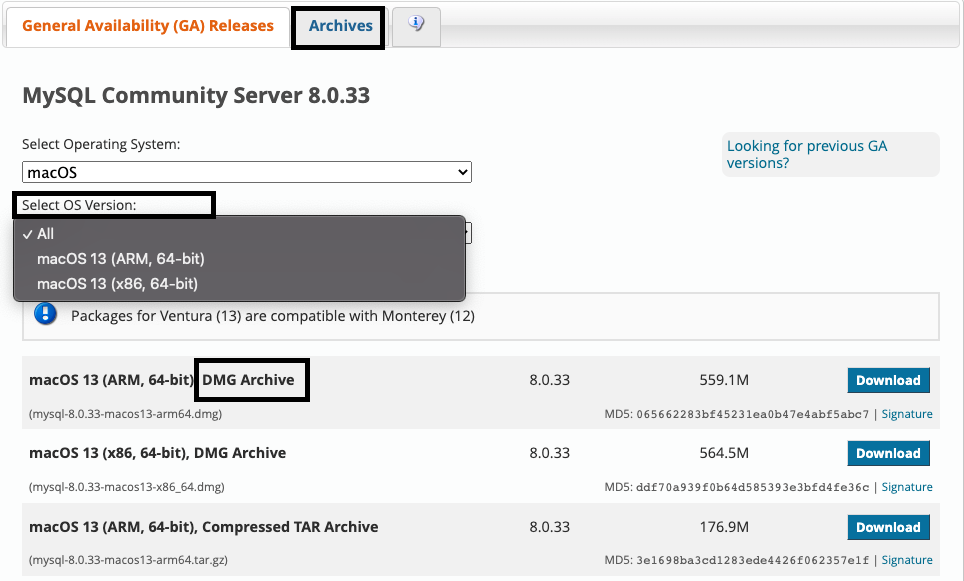 General Availability (GA) Releases
Archives
MySQL Community Server 8.0.33
Select Operating System:
Looking for previous GA
versions?
macOS
Select OS Version:
✓ All
macOS 13 (ARM, 64-bit)
macOS 13 (x86, 64-bit)
Packages for Ventura (13) are compatible with Monterey (12)
macOS 13 (ARM, 64-bit) DMG Archive 8.0.33 559.1M Download
(mysql-8.0.33-macos13-arm64.dmg) MD5: 065662283bf45231ea0b47e4abf5abc7 | Signature
macOS 13 (x86, 64-bit), DMG Archive 8.0.33 564.5M Download
(mysql-8.0.33-macos13-x86_64.dmg) MD5: ddf70a939f0b64d585393e3bfd4fe36c | Signature
macOS 13 (ARM, 64-bit), Compressed TAR Archive 8.0.33 176.9M Download
(mysql-8.0.33-macos13-arm64.tar.gz) MD5: 3e1698ba3cd1283ede4426f062357e1f | Signature